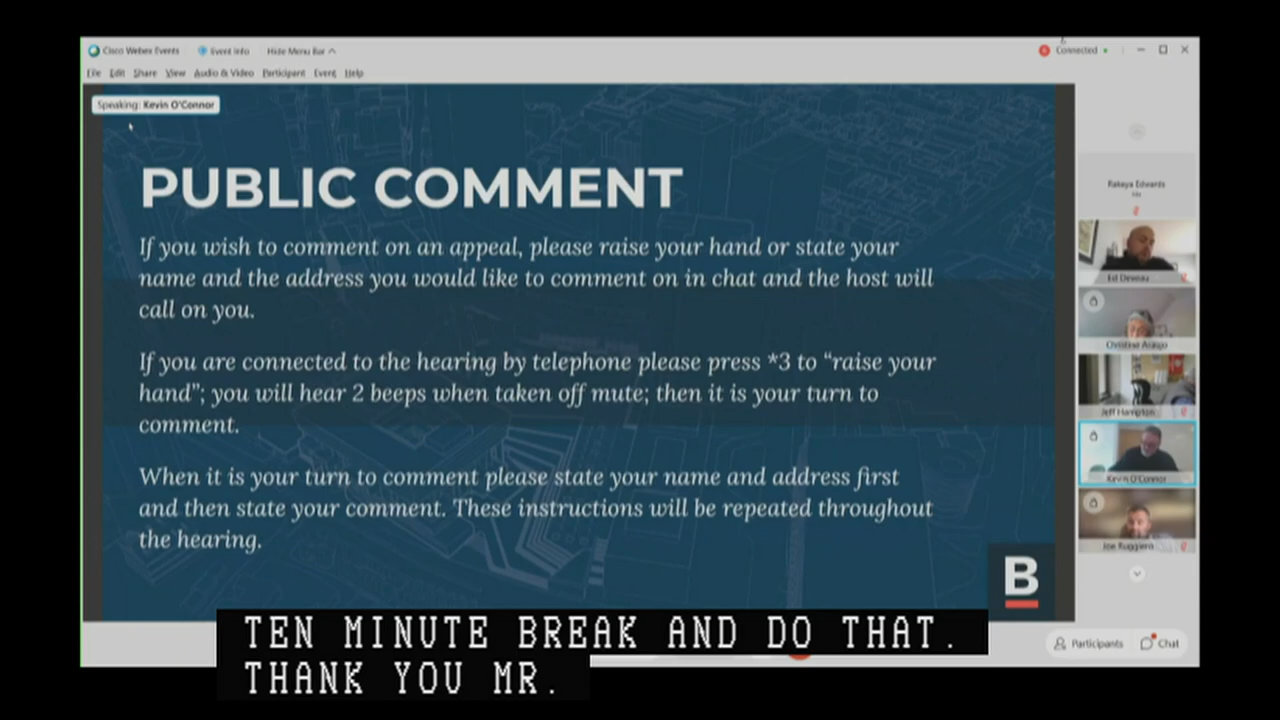 Cisco Webex Events Event Info Hide Menu Bar Connected
File Edit Share View Audio & Video Participant Event Help
Speaking: Kevin O'Connor
PUBLIC COMMENT
If you wish to comment on an appeal, please raise your hand or state your
name and the address you would like to comment on in chat and the host will
call on you.
If you are connected to the hearing by telephone please press *3 to “raise your
hand”; you will hear 2 beeps when taken off mute; then it is your turn to
comment.
When it is your turn to comment please state your name and address first
and then state your comment. These instructions will be repeated throughout
the hearing.
B
Rakeya Edwards
Me
Ed Deveau
Christine Araujo
Jeff Hampton
Kevin O'Connor
Joe Ruggiero
Participants Chat
TEN MINUTE BREAK AND DO THAT.
THANK YOU MR.